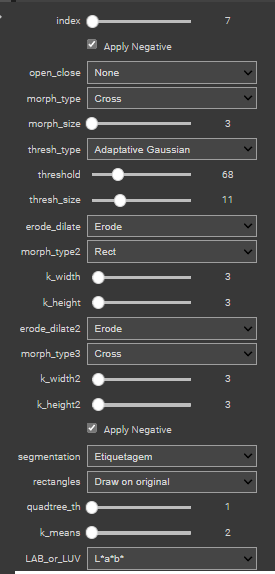 index 7
Apply Negative
open_close None
morph_type Cross
morph_size 3
thresh_type Adaptative Gaussian
threshold 68
thresh_size 11
erode_dilate Erode
morph_type2 Rect
k_width 3
k_height 3
erode_dilate2 Erode
morph_type3 Cross
k_width2 3
k_height2 3
Apply Negative
segmentation Etiquetagem
rectangles Draw on original
quadtree_th 1
k_means 2
LAB_or_LUV L*a*b*